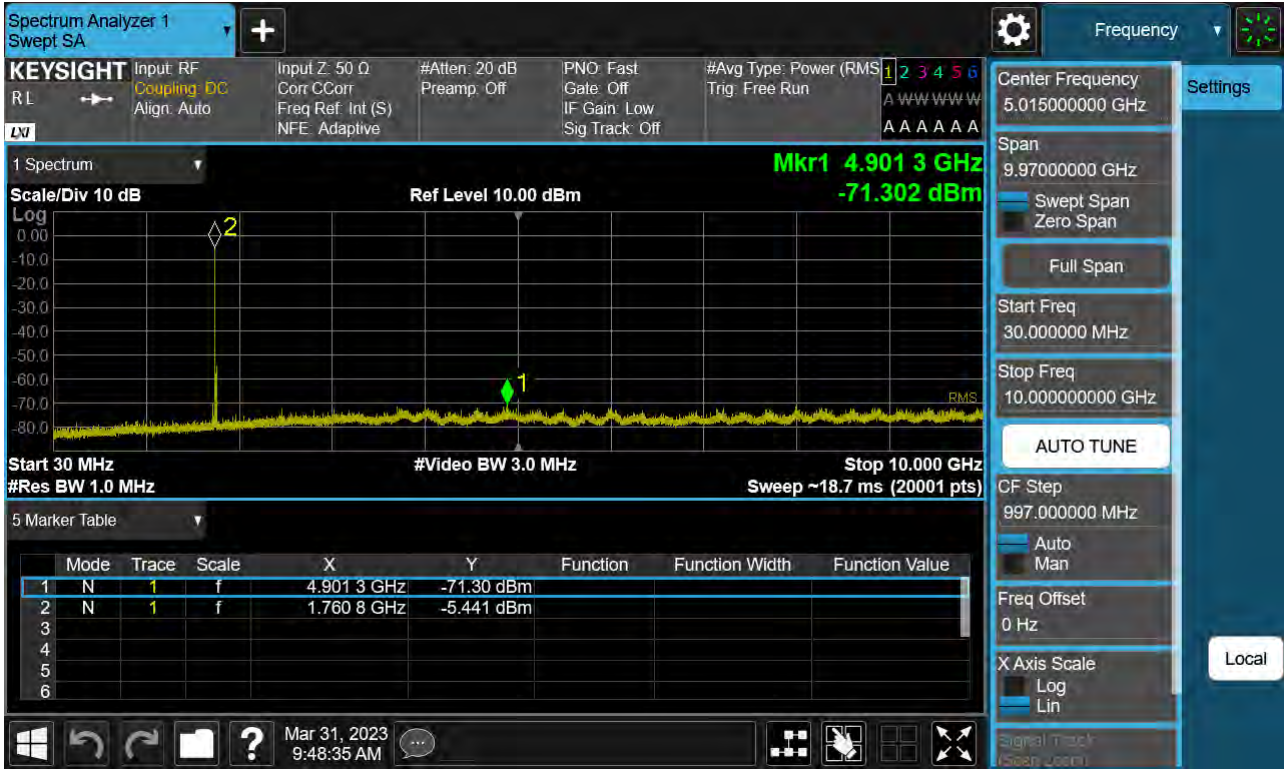 Spectrum Analyzer 1
Swept SA
Frequency
KEYSIGHT
RL
LXI
Input: RF
Coupling: DC
Align: Auto
Input Z: 50 Ω
Corr CCorr
Freq Ref: Int (S)
NFE: Adaptive
#Atten: 20 dB
Preamp: Off
PNO: Fast
Gate: Off
IF Gain: Low
Sig Track: Off
#Avg Type: Power (RMS
Trig: Free Run
1 2 3 4 5 6
A W W W W W
A A A A A A
Center Frequency
5.015000000 GHz
Settings
1 Spectrum
Mkr1 4.901 3 GHz
Scale/Div 10 dB
Ref Level 10.00 dBm
-71.302 dBm
Span
9.97000000 GHz
Swept Span
Zero Span
Full Span
Log
0.00
-10.0
-20.0
-30.0
-40.0
-50.0
-60.0
-70.0
-80.0
2
1
RMS
Start Freq
30.000000 MHz
Stop Freq
10.000000000 GHz
AUTO TUNE
Start 30 MHz
#Video BW 3.0 MHz
Stop 10.000 GHz
#Res BW 1.0 MHz
Sweep ~18.7 ms (20001 pts)
CF Step
997.000000 MHz
Auto
Man
5 Marker Table
Mode Trace Scale X Y Function Function Width Function Value
1 N 1 f 4.901 3 GHz -71.30 dBm
2 N 1 f 1.760 8 GHz -5.441 dBm
3
4
5
6
Freq Offset
0 Hz
X Axis Scale
Log
Lin
Local
Signal Track
(Span Zoom)
?
Mar 31, 2023
9:48:35 AM